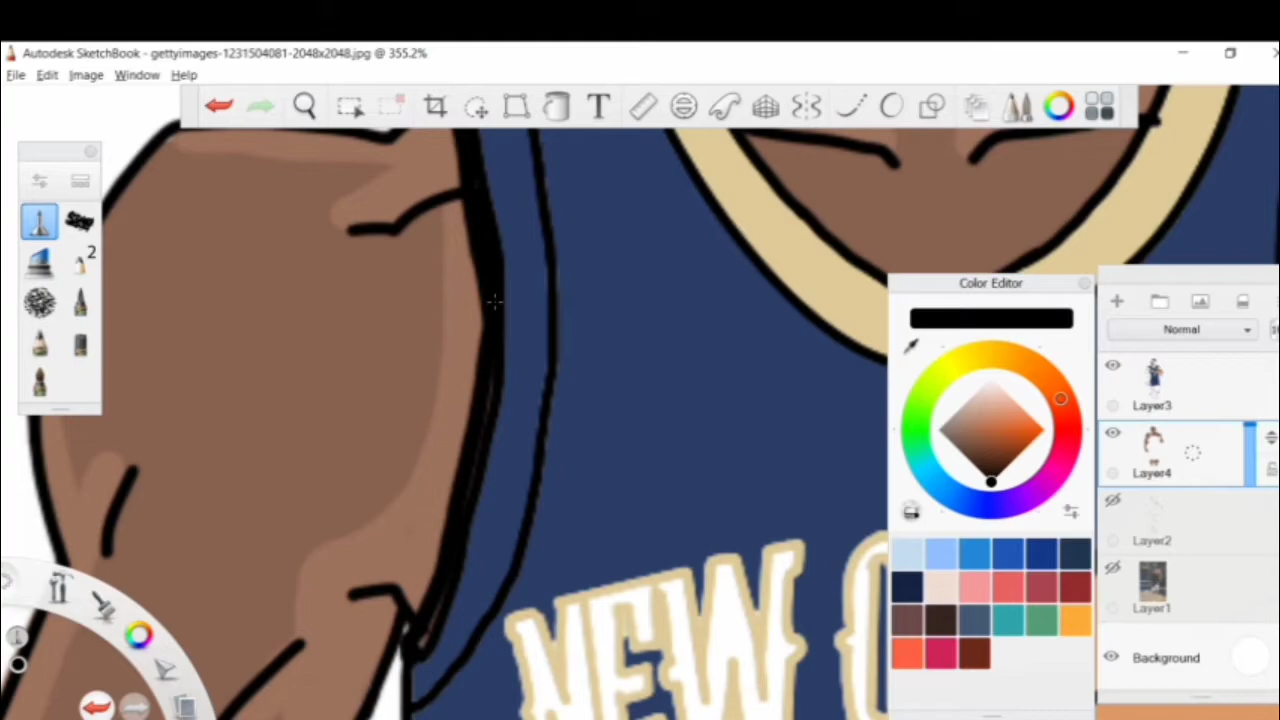 Autodesk SketchBook - gettyimages-1231504081-2048x2048.jpg @ 355.2%
File Edit Image Window Help
T
2
Color Editor
Normal
Layer3
Layer4
Layer2
Layer1
Background
NEW